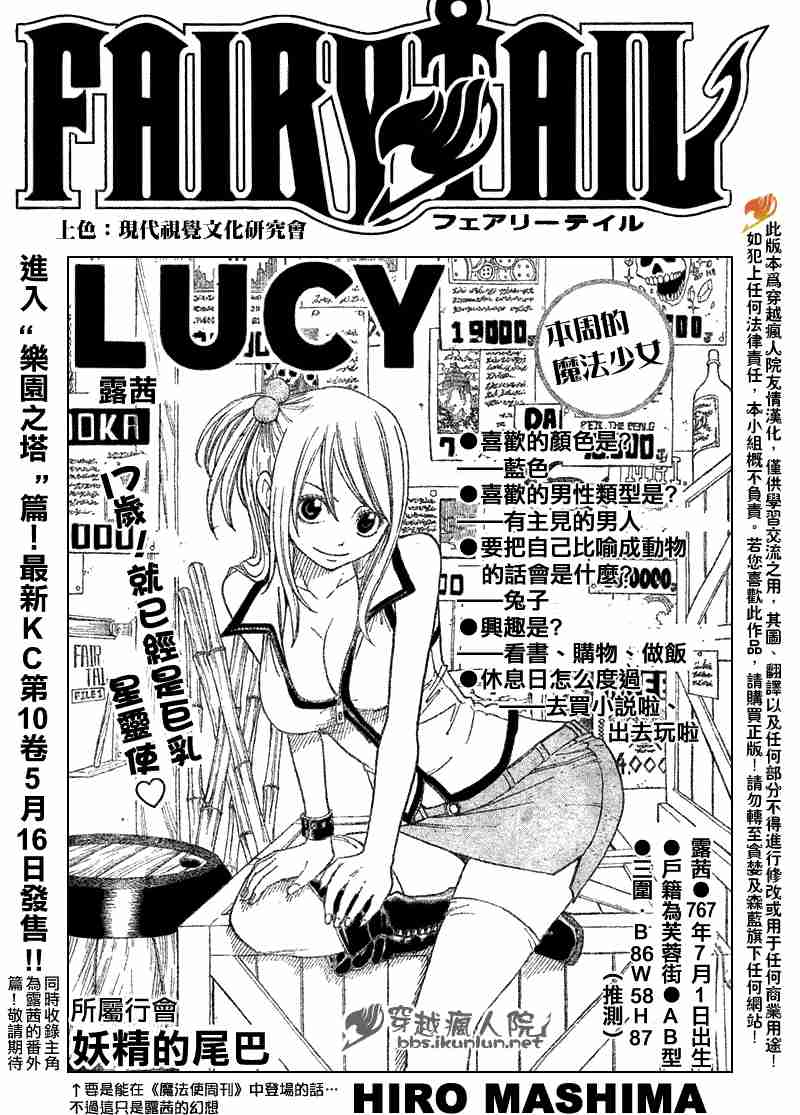 FAIRY TAIL
フェアリーテイル
上色：現代視覺文化研究會
進入“樂園之塔”篇！最新KC第10卷5月16日發售！！
同時收錄主角
為露茜的番外
篇！敬請期待
此版本爲穿越瘋人院友情漢化，僅供學習交流之用，其圖、翻譯以及任何部分不得進行修改或用于任何商業用途！
如犯上任何法律責任，本小組概不負責。若您喜歡此作品，請購買正版！請勿轉至貪婪及森藍旗下任何網站！
LUCY
露茜
本周的
魔法少女
19000
OOKA
000
DA
FAIRY
TAIL
FILES
●喜歡的顏色是?
——藍色
●喜歡的男性類型是?
——有主見的男人
●要把自己比喻成動物
的話會是什麼?
——兔子
●興趣是?
——看書、購物、做飯
●休息日怎么度過
——去買小説啦
出去玩啦
4,000
17歲！就已經是巨乳
星靈使♡
露茜●767年7月1日出生
●戶籍為芙蓉街●AB型
●三圍．B86W58H87
（推測）
所屬行會
妖精的尾巴
穿越瘋人院
bbs.ikunlun.net
↑要是能在《魔法使周刊》中登場的話…
不過這只是露茜的幻想
HIRO MASHIMA